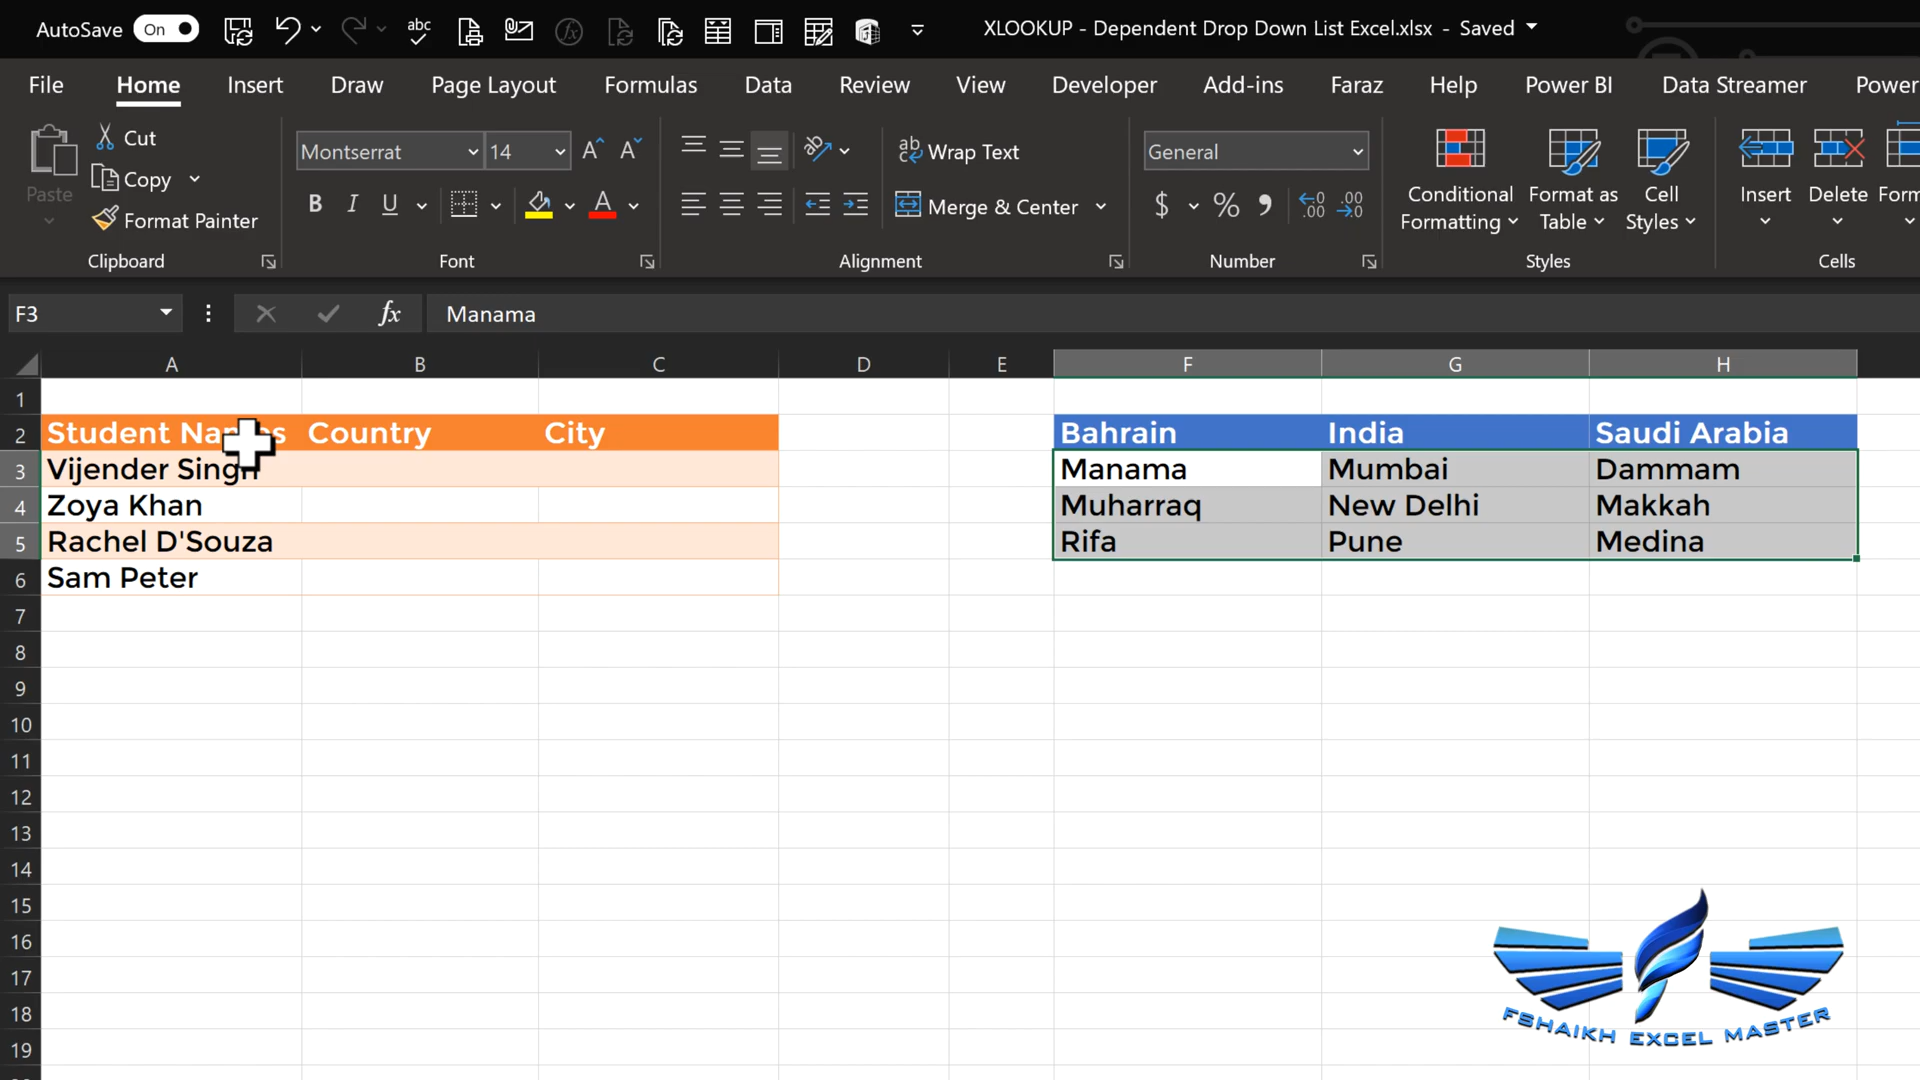 AutoSave On XLOOKUP - Dependent Drop Down List Excel.xlsx - Saved
File Home Insert Draw Page Layout Formulas Data Review View Developer Add-ins Faraz Help Power BI Data Streamer Power
Paste
Cut
Copy
Format Painter
Clipboard
Montserrat 14
B I U A
Font
Wrap Text
Merge & Center
Alignment
General
$ % 9
Number
Conditional Formatting
Format as Table
Cell Styles
Styles
Insert Delete Form
Cells
F3 fx Manama
A B C D E F G H
1
2 Student Names Country City Bahrain India Saudi Arabia
3 Vijender Singh Manama Mumbai Dammam
4 Zoya Khan Muharraq New Delhi Makkah
5 Rachel D'Souza Rifa Pune Medina
6 Sam Peter
7
8
9
10
11
12
13
14
15
16
17
18
19
FSHAIKH EXCEL MASTER